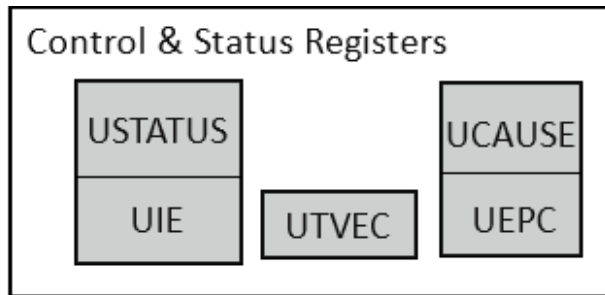 Control & Status Registers
USTATUS
UIE
UTVEC
UCAUSE
UEPC